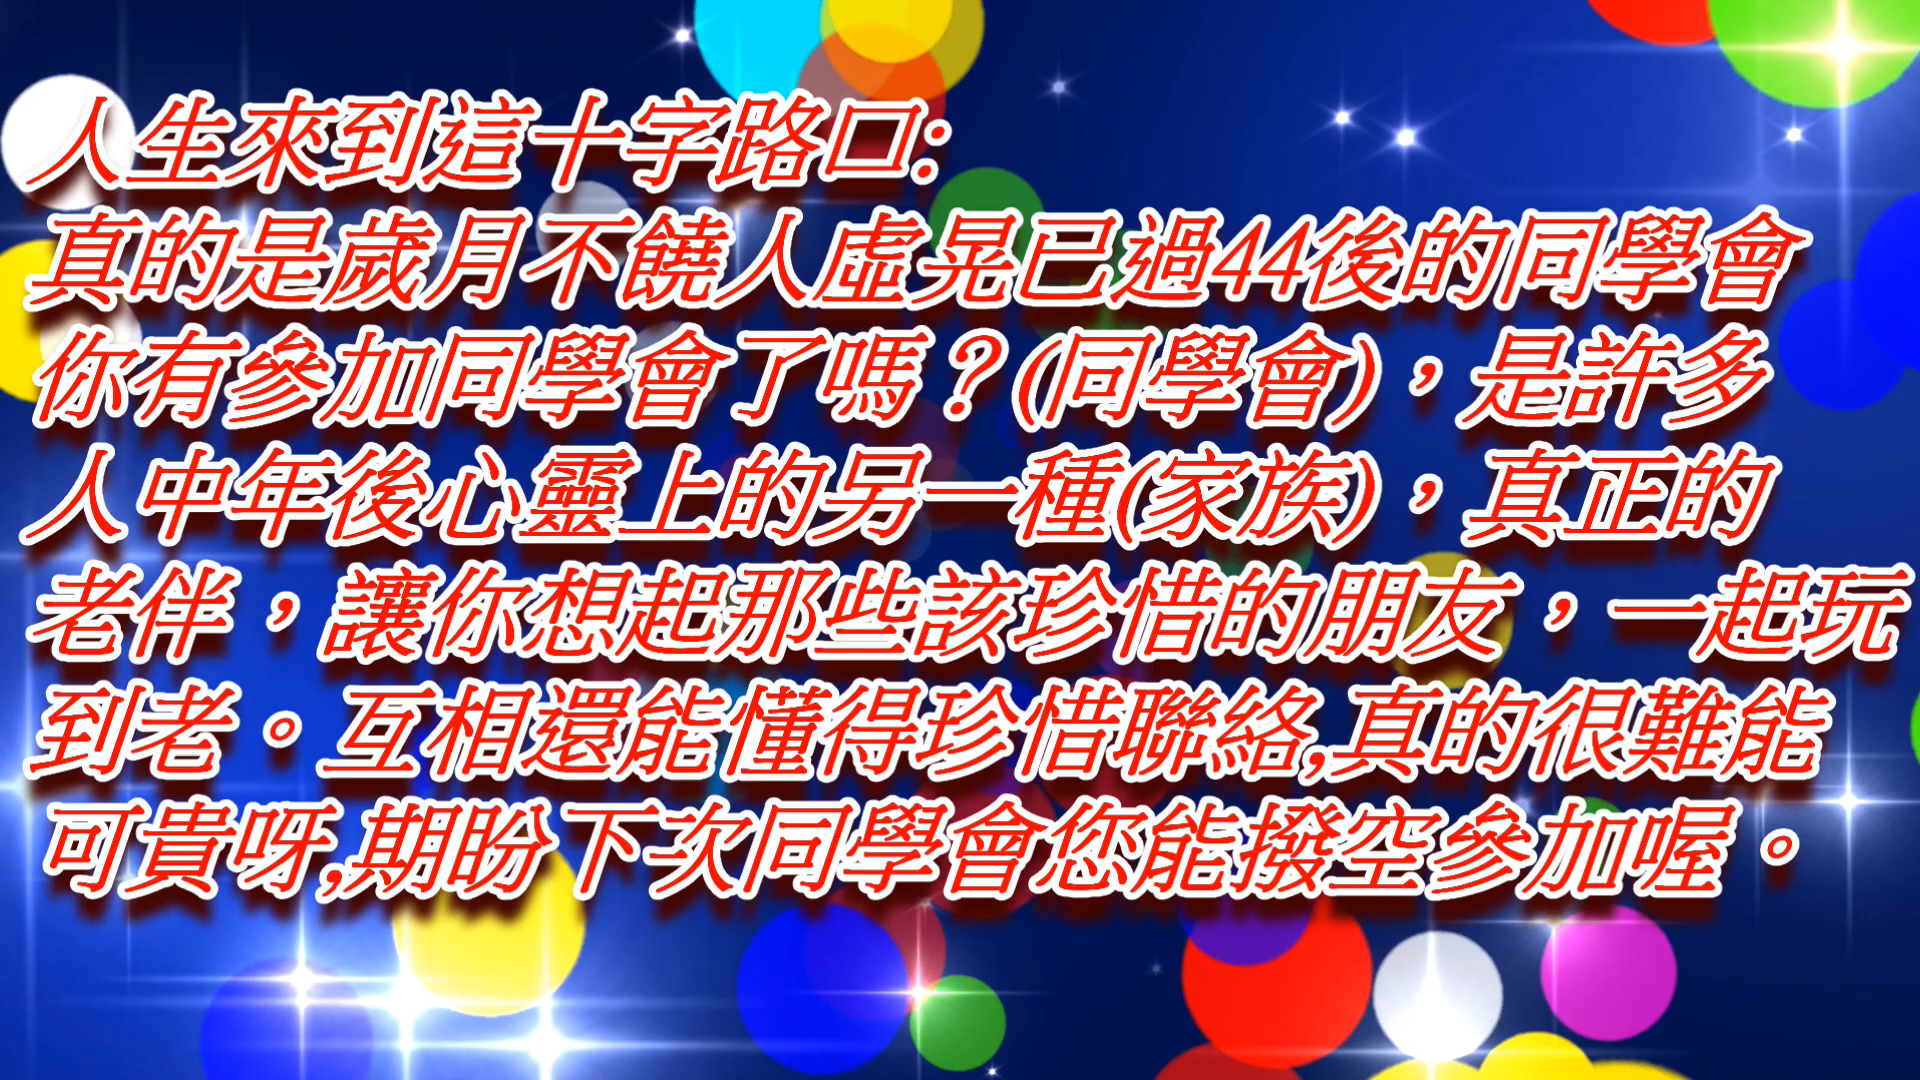 人生來到這十字路口:
真的是歲月不饒人虛晃已過44後的同學會
你有參加同學會了嗎？(同學會)，是許多
人中年後心靈上的另一種(家族)，真正的
老伴，讓你想起那些該珍惜的朋友，一起玩
到老。互相還能懂得珍惜聯絡,真的很難能
可貴呀,期盼下次同學會您能撥空參加喔。